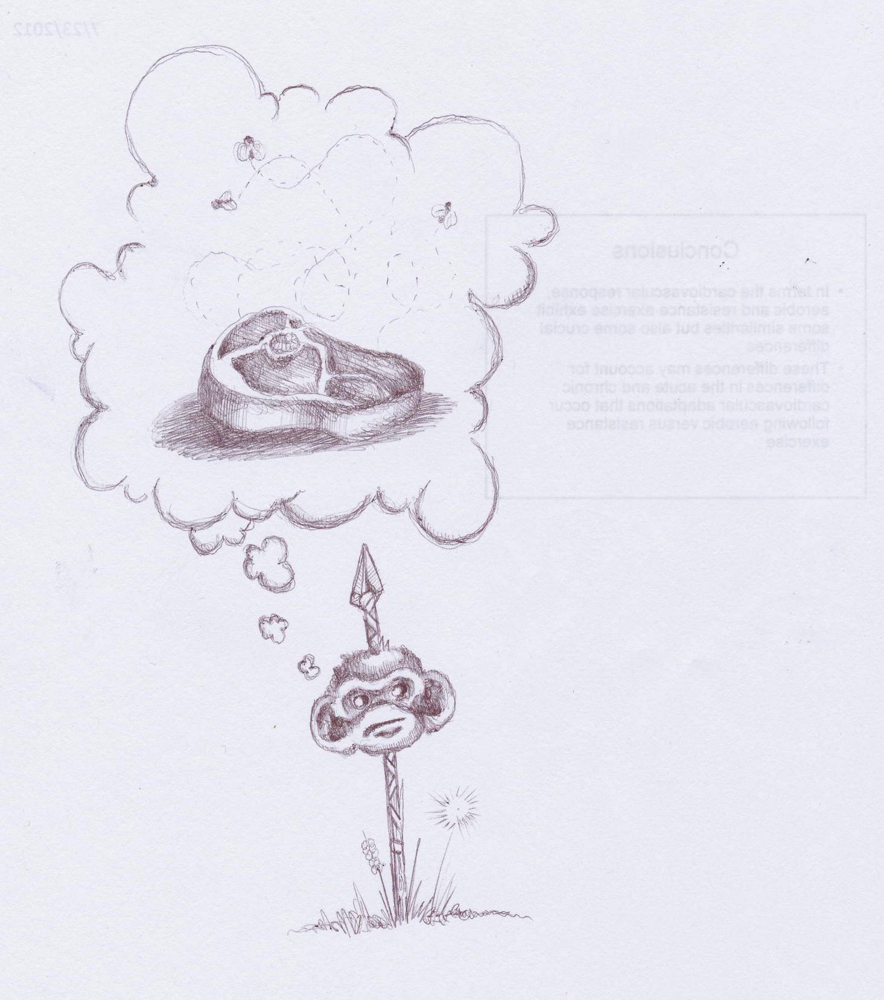 7/23/2012
Conclusions
• In terms the cardiovascular response,
aerobic and resistance exercise exhibit
some similarities but also some crucial
differences
• These differences may account for
differences in the acute and chronic
cardiovascular adaptations that occur
following aerobic versus resistance
exercise